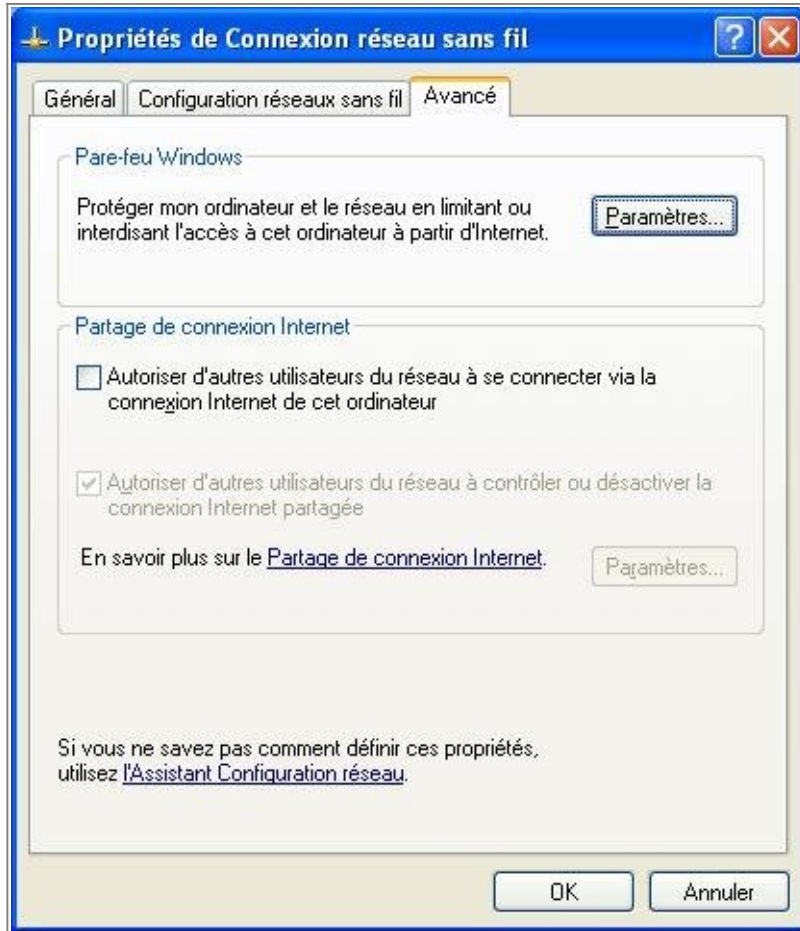 Propriétés de Connexion réseau sans fil
Général
Configuration réseaux sans fil
Avancé
Pare-feu Windows
Protéger mon ordinateur et le réseau en limitant ou
interdisant l'accès à cet ordinateur à partir d'Internet.
Paramètres...
Partage de connexion Internet
Autoriser d'autres utilisateurs du réseau à se connecter via la
connexion Internet de cet ordinateur
Autoriser d'autres utilisateurs du réseau à contrôler ou désactiver la
connexion Internet partagée
En savoir plus sur le Partage de connexion Internet.
Paramètres...
Si vous ne savez pas comment définir ces propriétés,
utilisez l'Assistant Configuration réseau.
OK
Annuler